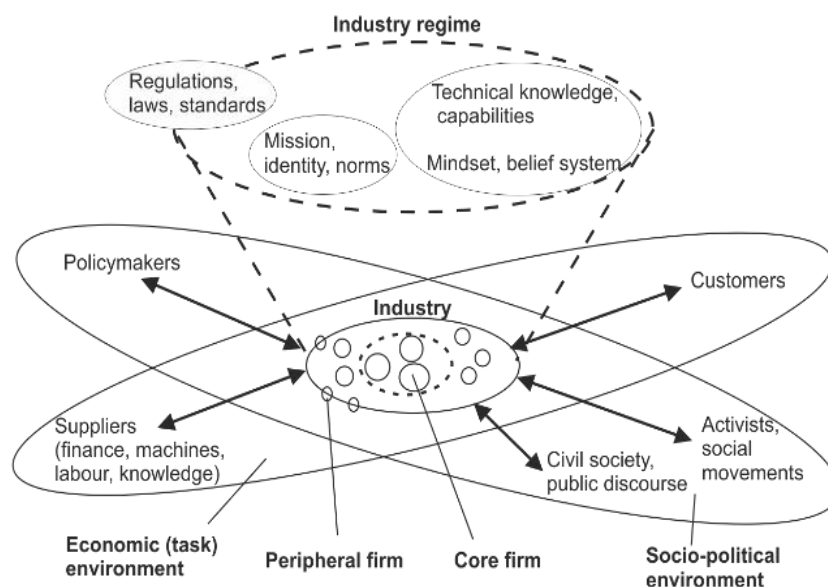 Industry regime
Regulations,
laws, standards
Technical knowledge,
capabilities
Mission,
identity, norms
Mindset, belief system
Policymakers
Customers
Industry
Suppliers
(finance, machines,
labour, knowledge)
Activists,
social
movements
Civil society,
public discourse
Economic (task)
environment
Peripheral firm
Core firm
Socio-political
environment